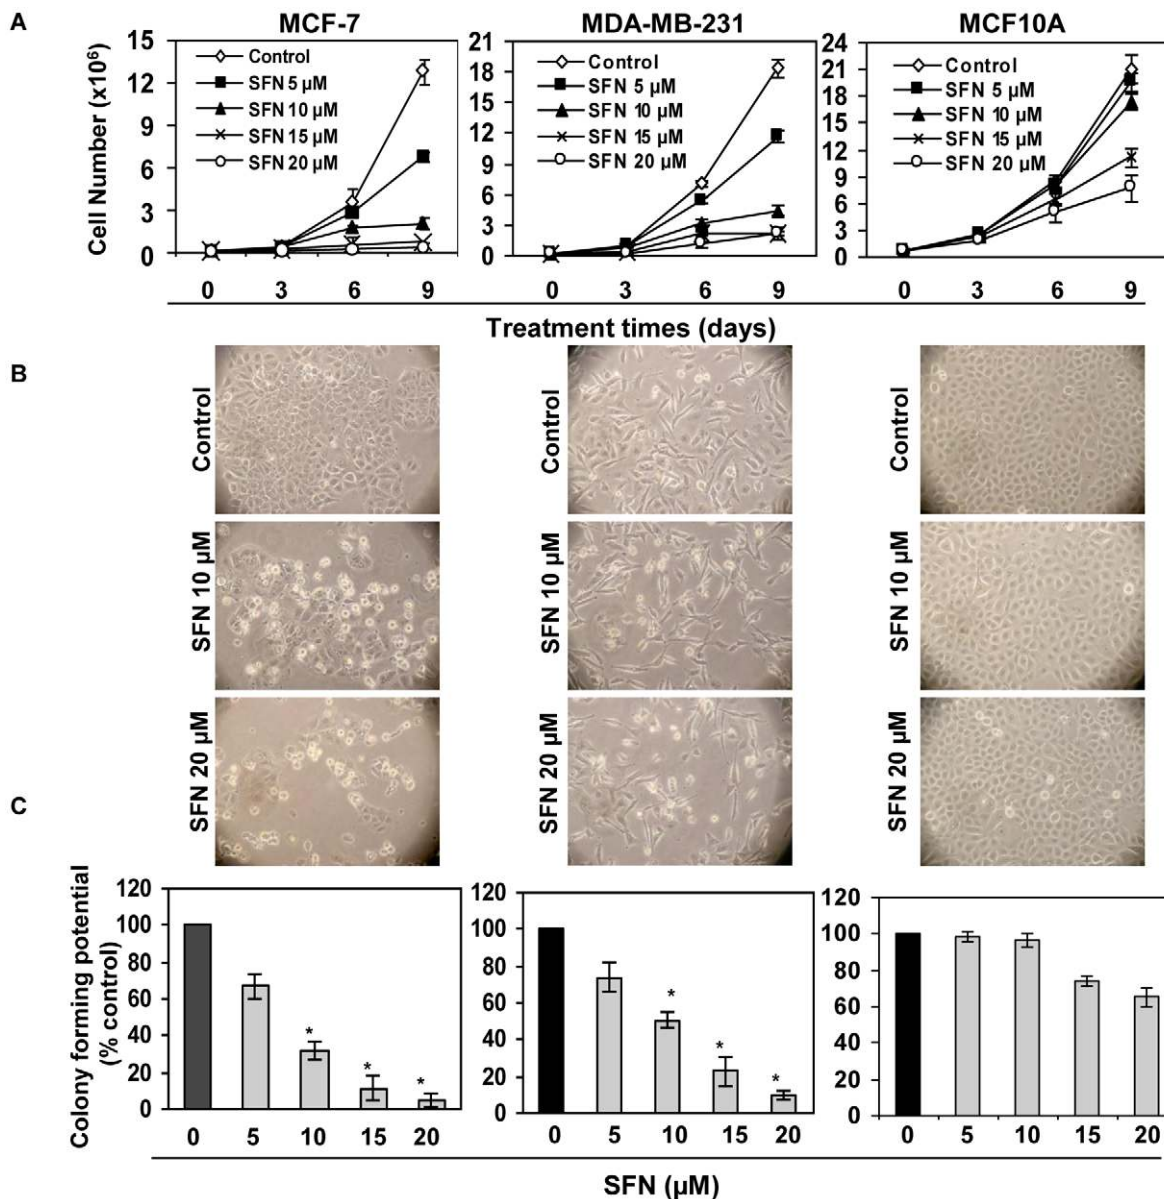 A
MCF-7
MDA-MB-231
MCF10A
Cell Number (x10⁶)
15
12
9
6
3
0
Control
SFN 5 µM
SFN 10 µM
SFN 15 µM
SFN 20 µM
0 3 6 9
21
18
15
12
9
6
3
0
Control
SFN 5 µM
SFN 10 µM
SFN 15 µM
SFN 20 µM
0 3 6 9
24
21
18
15
12
9
6
3
0
Control
SFN 5 µM
SFN 10 µM
SFN 15 µM
SFN 20 µM
0 3 6 9
Treatment times (days)
B
Control
Control
Control
SFN 10 µM
SFN 10 µM
SFN 10 µM
SFN 20 µM
SFN 20 µM
SFN 20 µM
C
Colony forming potential
(% control)
120
100
80
60
40
20
0
*
*
*
0 5 10 15 20
120
100
80
60
40
20
0
*
*
*
0 5 10 15 20
120
100
80
60
40
20
0
0 5 10 15 20
SFN (µM)